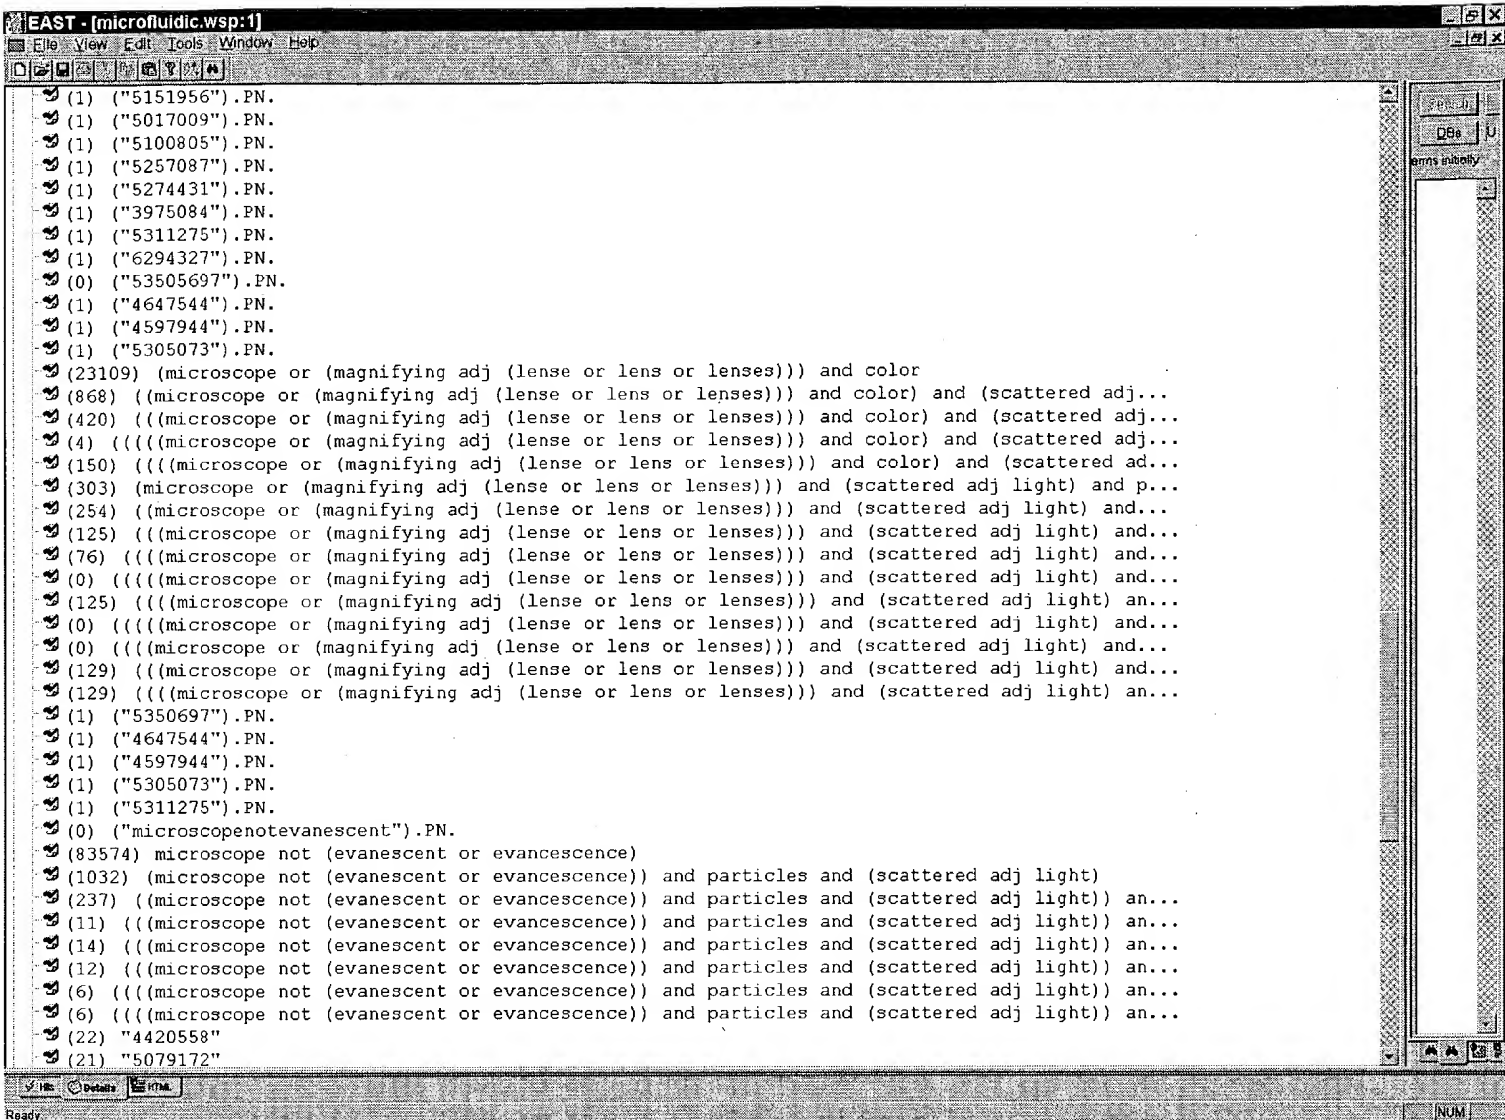 EAST - [microfluidic.wsp:1]
File View Edit Tools Window Help
(1) ("5151956").PN.
(1) ("5017009").PN.
(1) ("5100805").PN.
(1) ("5257087").PN.
(1) ("5274431").PN.
(1) ("3975084").PN.
(1) ("5311275").PN.
(1) ("6294327").PN.
(0) ("53505697").PN.
(1) ("4647544").PN.
(1) ("4597944").PN.
(1) ("5305073").PN.
(23109) (microscope or (magnifying adj (lense or lens or lenses))) and color
(868) ((microscope or (magnifying adj (lense or lens or lenses))) and color) and (scattered adj...
(420) (((microscope or (magnifying adj (lense or lens or lenses))) and color) and (scattered adj...
(4) ((((microscope or (magnifying adj (lense or lens or lenses))) and color) and (scattered adj...
(150) ((((microscope or (magnifying adj (lense or lens or lenses))) and color) and (scattered ad...
(303) (microscope or (magnifying adj (lense or lens or lenses))) and (scattered adj light) and p...
(254) ((microscope or (magnifying adj (lense or lens or lenses))) and (scattered adj light) and...
(125) (((microscope or (magnifying adj (lense or lens or lenses))) and (scattered adj light) and...
(76) ((((microscope or (magnifying adj (lense or lens or lenses))) and (scattered adj light) and...
(0) (((((microscope or (magnifying adj (lense or lens or lenses))) and (scattered adj light) and...
(125) ((((microscope or (magnifying adj (lense or lens or lenses))) and (scattered adj light) an...
(0) (((((microscope or (magnifying adj (lense or lens or lenses))) and (scattered adj light) and...
(0) ((((microscope or (magnifying adj (lense or lens or lenses))) and (scattered adj light) and...
(129) (((microscope or (magnifying adj (lense or lens or lenses))) and (scattered adj light) and...
(129) ((((microscope or (magnifying adj (lense or lens or lenses))) and (scattered adj light) an...
(1) ("5350697").PN.
(1) ("4647544").PN.
(1) ("4597944").PN.
(1) ("5305073").PN.
(1) ("5311275").PN.
(0) ("microscopenotevanescent").PN.
(83574) microscope not (evanescent or evancescence)
(1032) (microscope not (evanescent or evancescence)) and particles and (scattered adj light)
(237) ((microscope not (evanescent or evancescence)) and particles and (scattered adj light)) an...
(11) (((microscope not (evanescent or evancescence)) and particles and (scattered adj light)) an...
(14) (((microscope not (evanescent or evancescence)) and particles and (scattered adj light)) an...
(12) (((microscope not (evanescent or evancescence)) and particles and (scattered adj light)) an...
(6) ((((microscope not (evanescent or evancescence)) and particles and (scattered adj light)) an...
(6) ((((microscope not (evanescent or evancescence)) and particles and (scattered adj light)) an...
(22) "4420558"
(21) "5079172"
Search
DBs U
erms initially
Hits Details HTML
Ready NUM